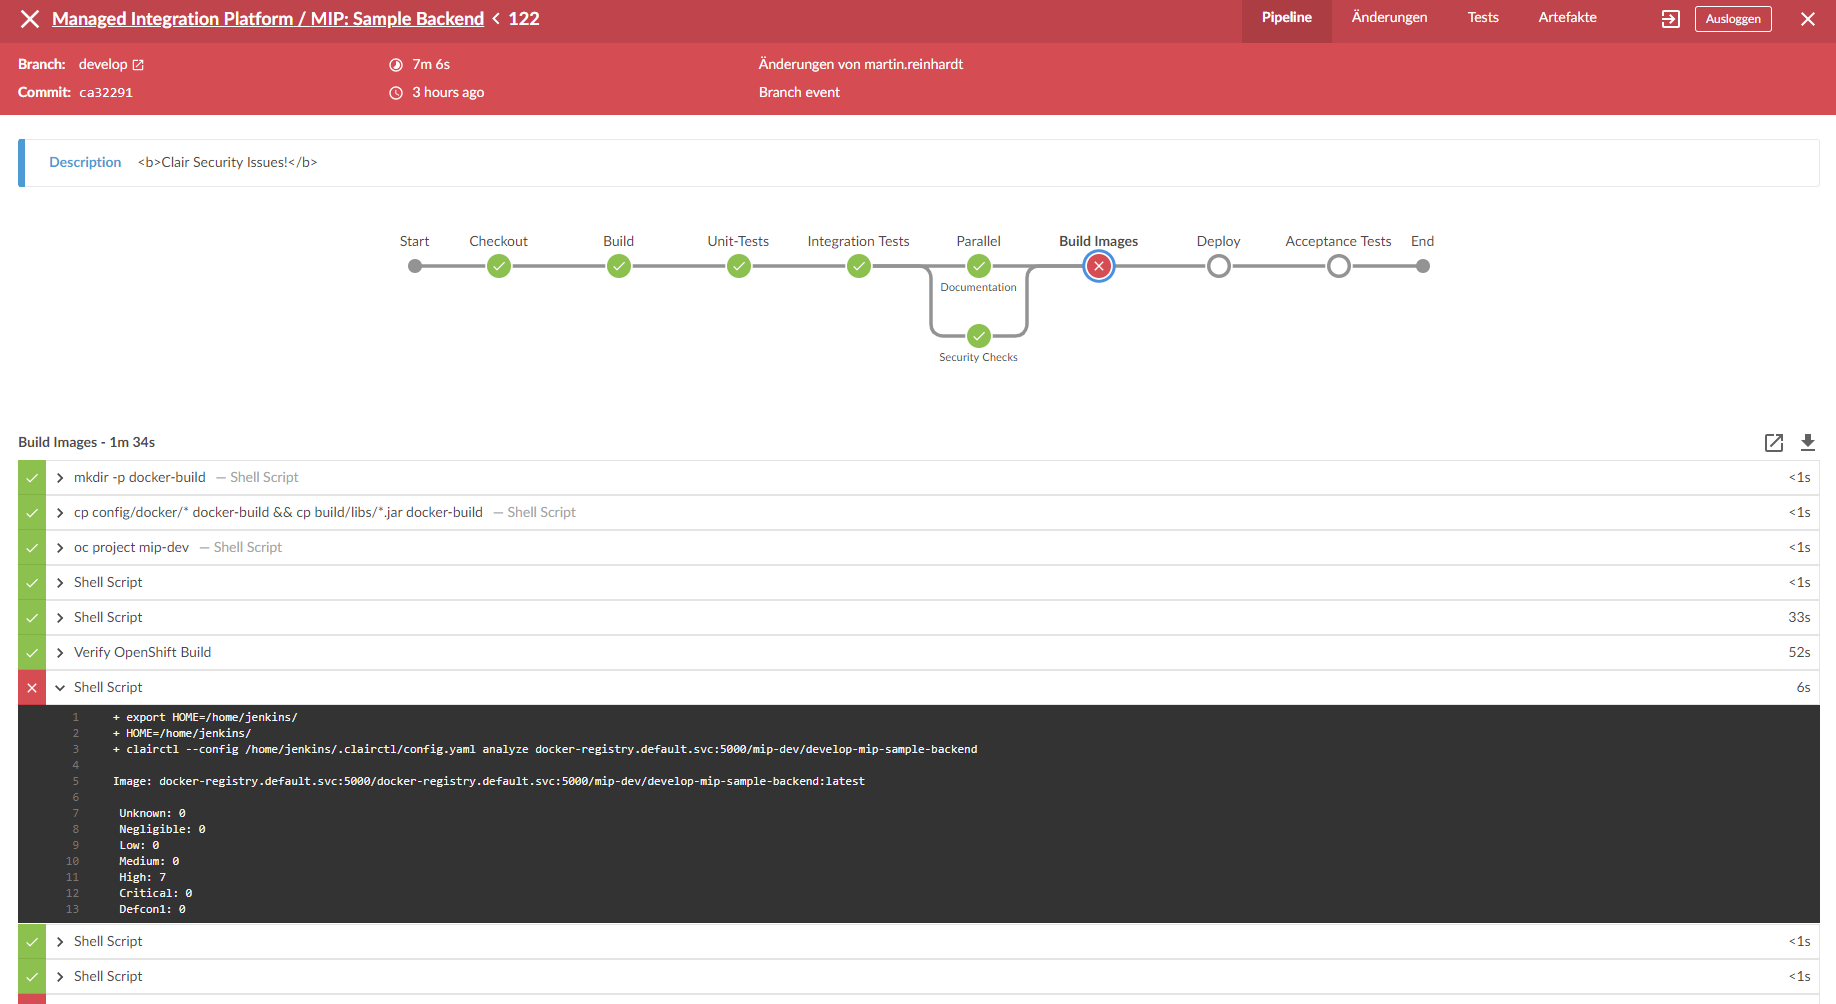 Managed Integration Platform / MIP: Sample Backend < 122
Pipeline Änderungen Tests Artefakte Ausloggen
Branch: develop 7m 6s Änderungen von martin.reinhardt
Commit: ca32291 3 hours ago Branch event
Description <b>Clair Security Issues!</b>
Start Checkout Build Unit-Tests Integration Tests Parallel Build Images Deploy Acceptance Tests End
Documentation
Security Checks
Build Images - 1m 34s
mkdir -p docker-build — Shell Script <1s
cp config/docker/* docker-build && cp build/libs/*.jar docker-build — Shell Script <1s
oc project mip-dev — Shell Script <1s
Shell Script <1s
Shell Script 33s
Verify OpenShift Build 52s
Shell Script 6s
1 + export HOME=/home/jenkins/
2 + HOME=/home/jenkins/
3 + clairctl --config /home/jenkins/.clairctl/config.yaml analyze docker-registry.default.svc:5000/mip-dev/develop-mip-sample-backend
4
5 Image: docker-registry.default.svc:5000/docker-registry.default.svc:5000/mip-dev/develop-mip-sample-backend:latest
6
7 Unknown: 0
8 Negligible: 0
9 Low: 0
10 Medium: 0
11 High: 7
12 Critical: 0
13 Defcon1: 0
Shell Script <1s
Shell Script <1s